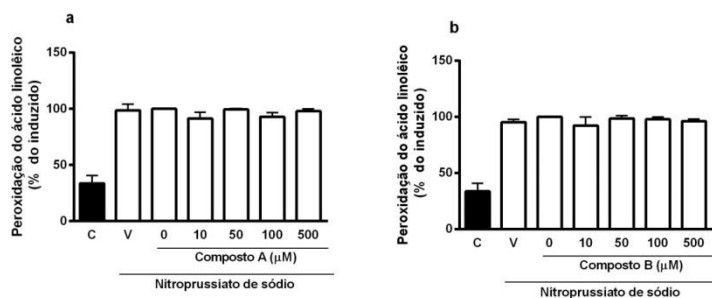 a
Peroxidação do ácido linolêico
(% do induzido)
150
100
50
0
C V 0 10 50 100 500
Composto A (μM)
Nitroprussiato de sódio
b
Peroxidação do ácido linolêico
(% do induzido)
150
100
50
0
C V 0 10 50 100 500
Composto B (μM)
Nitroprussiato de sódio